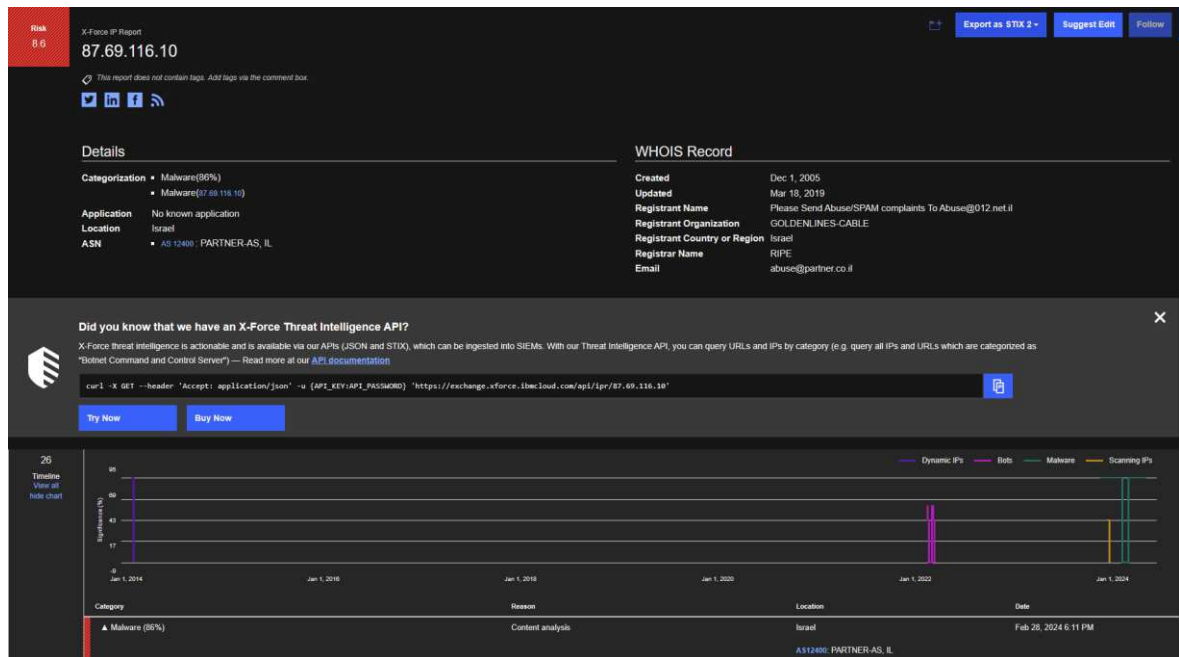 Risk
8.6
X-Force IP Report
87.69.116.10
This report does not contain tags. Add tags via the comment box.
Export as STIX 2
Suggest Edit
Follow
Details
Categorization
Malware(86%)
Malware(87.69.116.10)
Application No known application
Location Israel
ASN AS 12400 : PARTNER-AS, IL
WHOIS Record
Created Dec 1, 2005
Updated Mar 18, 2019
Registrant Name Please Send Abuse/SPAM complaints To Abuse@012.net.il
Registrant Organization GOLDENLINES-CABLE
Registrant Country or Region Israel
Registrar Name RIPE
Email abuse@partner.co.il
Did you know that we have an X-Force Threat Intelligence API?
X-Force threat intelligence is actionable and is available via our APIs (JSON and STIX), which can be ingested into SIEMs. With our Threat Intelligence API, you can query URLs and IPs by category (e.g. query all IPs and URLs which are categorized as
"Botnet Command and Control Server") — Read more at our API documentation
curl -X GET --header 'Accept: application/json' -u {API_KEY:API_PASSWORD} 'https://exchange.xforce.ibmcloud.com/api/ipr/87.69.116.10'
Try Now
Buy Now
26
Timeline
View all
hide chart
Dynamic IPs Bots Malware Scanning IPs
Significance (%)
95
69
43
17
-9
Jan 1, 2014 Jan 1, 2016 Jan 1, 2018 Jan 1, 2020 Jan 1, 2022 Jan 1, 2024
Category Reason Location Date
▲ Malware (86%) Content analysis Israel Feb 28, 2024 6:11 PM
AS12400: PARTNER-AS, IL